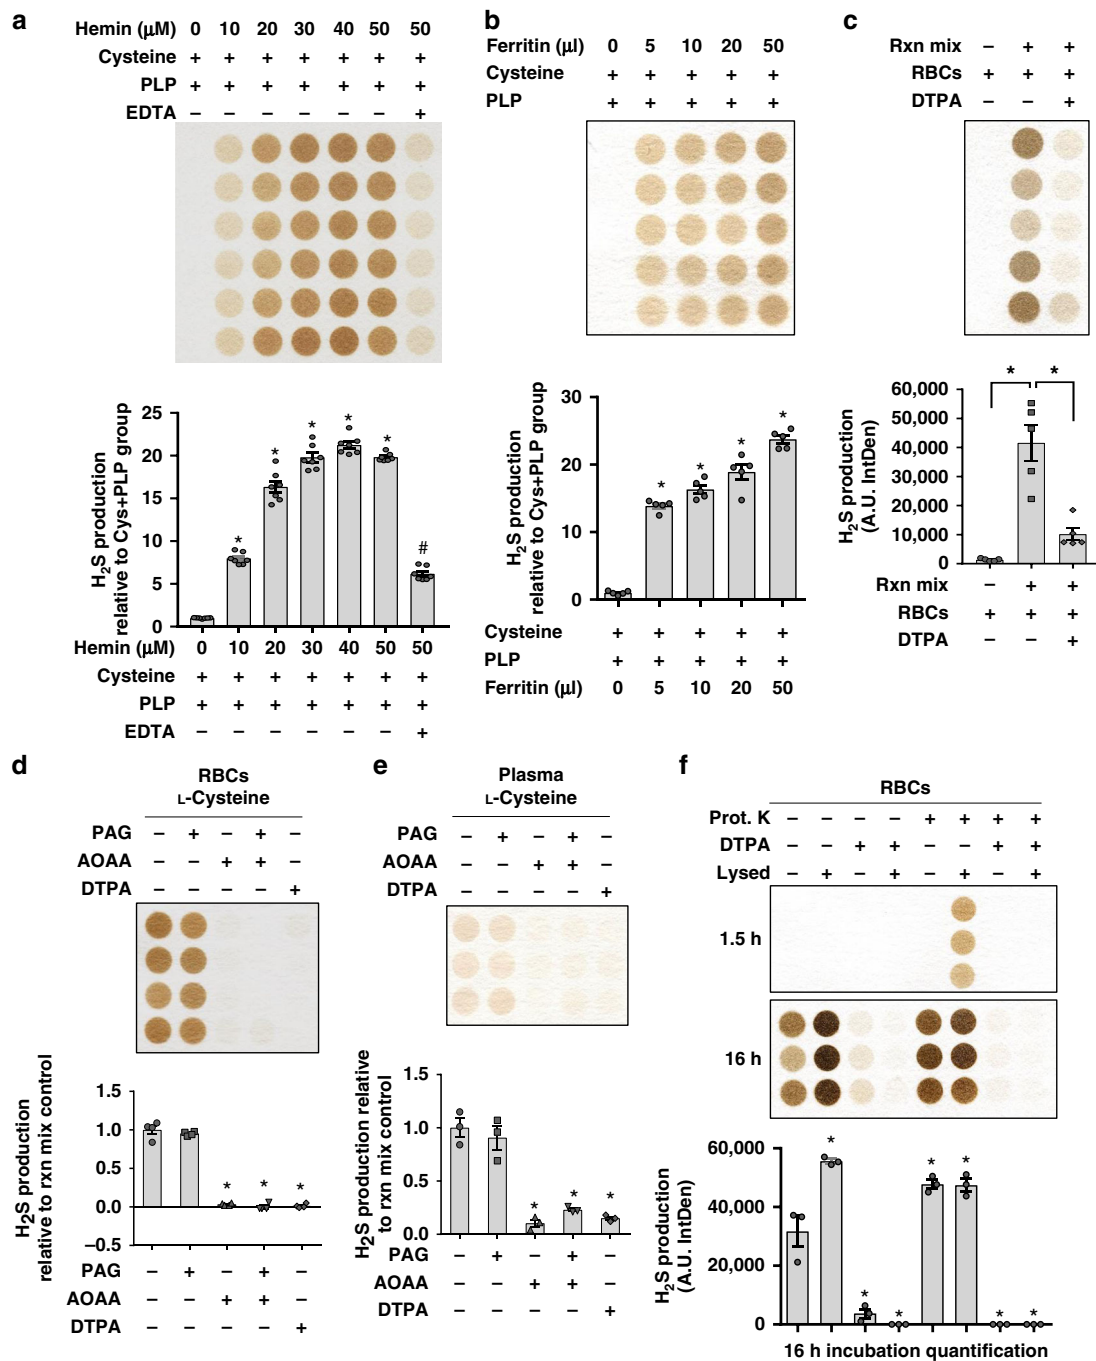 a
Hemin (μM) 0 10 20 30 40 50 50
Cysteine + + + + + + +
PLP + + + + + + +
EDTA – – – – – – +
H2S production
relative to Cys+PLP group
25
20
15
10
5
0
* * * * * #
Hemin (μM) 0 10 20 30 40 50 50
Cysteine + + + + + + +
PLP + + + + + + +
EDTA – – – – – – +
b
Ferritin (μl) 0 5 10 20 50
Cysteine + + + + +
PLP + + + + +
H2S production
relative to Cys+PLP group
30
20
10
0
* * * *
Cysteine + + + + +
PLP + + + + +
Ferritin (μl) 0 5 10 20 50
c
Rxn mix – + +
RBCs + + +
DTPA – – +
H2S production
(A.U. IntDen)
60,000
50,000
40,000
30,000
20,000
10,000
0
* *
Rxn mix – + +
RBCs + + +
DTPA – – +
d
RBCs
L-Cysteine
PAG – + – + –
AOAA – – + + –
DTPA – – – – +
H2S production
relative to rxn mix control
1.5
1.0
0.5
0.0
–0.5
* * *
PAG – + – + –
AOAA – – + + –
DTPA – – – – +
e
Plasma
L-Cysteine
PAG – + – + –
AOAA – – + + –
DTPA – – – – +
H2S production relative
to rxn mix control
1.5
1.0
0.5
0.0
* * *
PAG – + – + –
AOAA – – + + –
DTPA – – – – +
f
RBCs
Prot. K – – – – + + + +
DTPA – – + + – – + +
Lysed – + – + – + – +
1.5 h
16 h
H2S production
(A.U. IntDen)
60,000
40,000
20,000
0
* * * * * * *
16 h incubation quantification